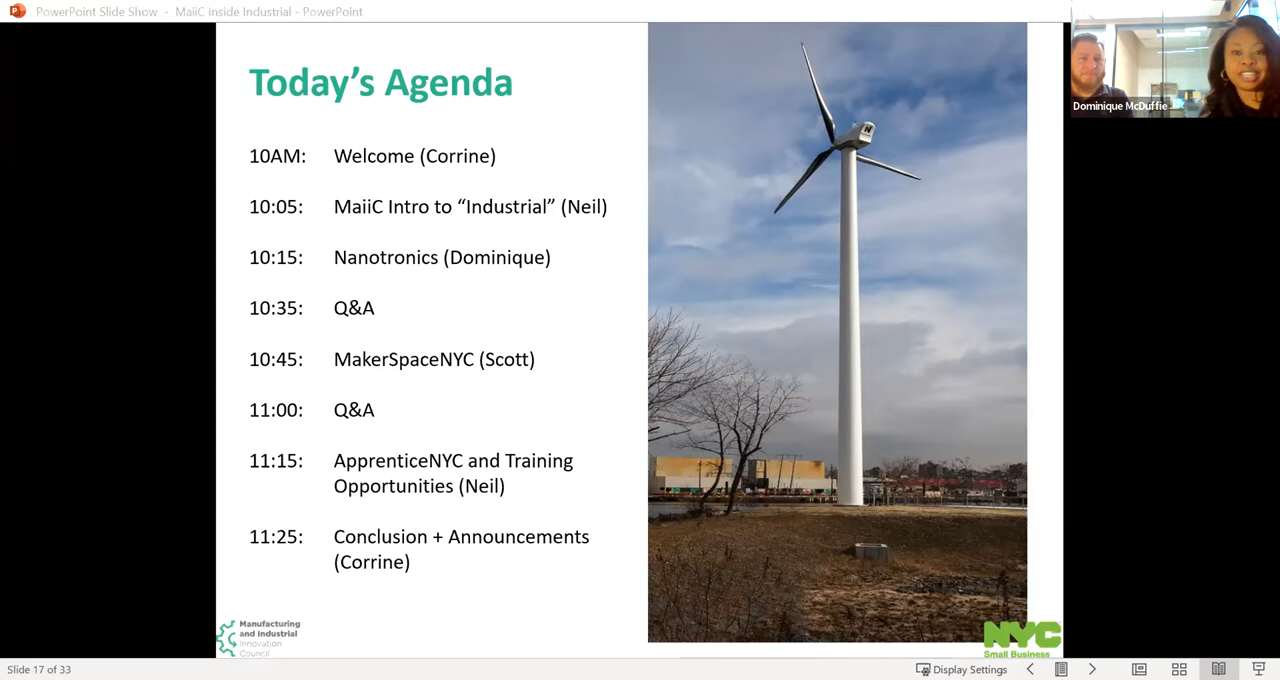 PowerPoint Slide Show - MaiiC Inside Industrial - PowerPoint
Dominique McDuffie
Today's Agenda
10AM: Welcome (Corrine)
10:05: MaiiC Intro to “Industrial” (Neil)
10:15: Nanotronics (Dominique)
10:35: Q&A
10:45: MakerSpaceNYC (Scott)
11:00: Q&A
11:15: ApprenticeNYC and Training
Opportunities (Neil)
11:25: Conclusion + Announcements
(Corrine)
Manufacturing
and Industrial
Innovation
Council
NYC
Small Business
Slide 17 of 33
Display Settings